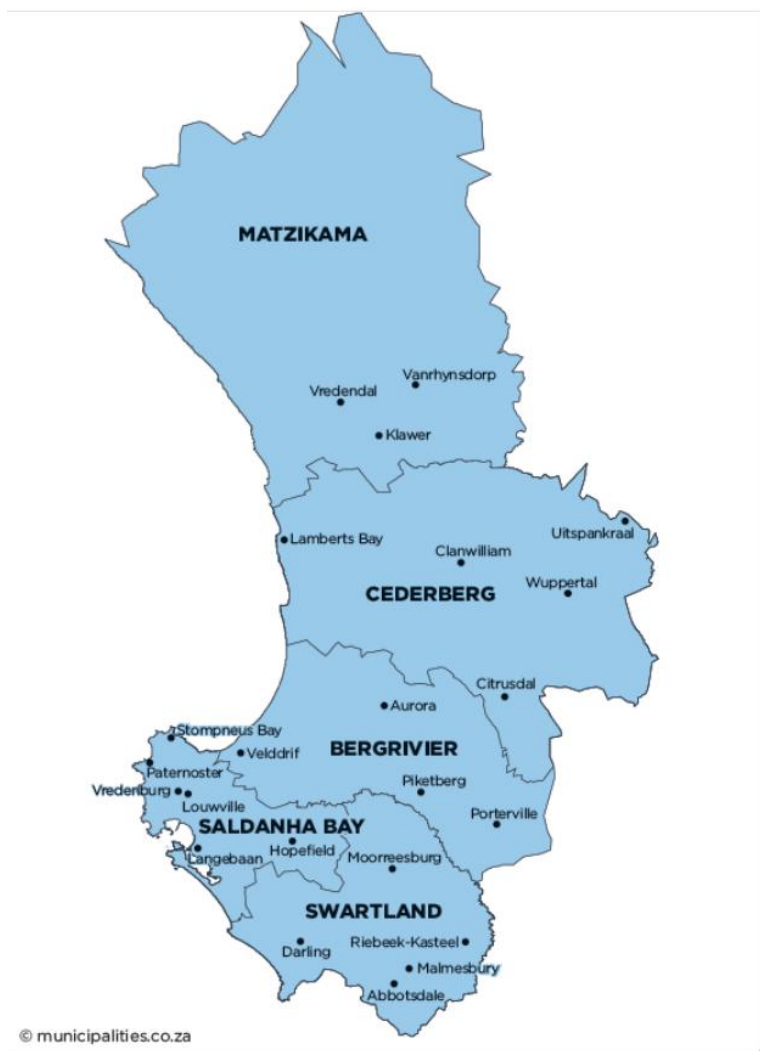 MATZIKAMA
Vanrhynsdorp
Vredendal
Klawer
Lamberts Bay
Uitspankraal
Clanwilliam
Wuppertal
CEDERBERG
Citrusdal
Aurora
Stompneus Bay
BERGRIVIER
Velddrif
Paternoster
Piketberg
Vredenburg
Louwville
Porterville
SALDANHA BAY
Hopefield
Langebaan
Moorreesburg
SWARTLAND
Riebeek-Kasteel
Darling
Malmesbury
Abbotsdale
© municipalities.co.za